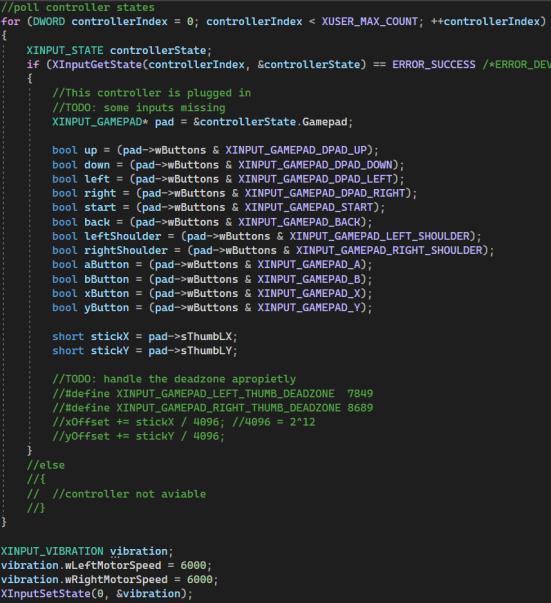 //poll controller states
for (DWORD controllerIndex = 0; controllerIndex < XUSER_MAX_COUNT; ++controllerIndex)
{
XINPUT_STATE controllerState;
if (XInputGetState(controllerIndex, &controllerState) == ERROR_SUCCESS /*ERROR_DEV
{
//This controller is plugged in
//TODO: some inputs missing
XINPUT_GAMEPAD* pad = &controllerState.Gamepad;
bool up = (pad->wButtons & XINPUT_GAMEPAD_DPAD_UP);
bool down = (pad->wButtons & XINPUT_GAMEPAD_DPAD_DOWN);
bool left = (pad->wButtons & XINPUT_GAMEPAD_DPAD_LEFT);
bool right = (pad->wButtons & XINPUT_GAMEPAD_DPAD_RIGHT);
bool start = (pad->wButtons & XINPUT_GAMEPAD_START);
bool back = (pad->wButtons & XINPUT_GAMEPAD_BACK);
bool leftShoulder = (pad->wButtons & XINPUT_GAMEPAD_LEFT_SHOULDER);
bool rightShoulder = (pad->wButtons & XINPUT_GAMEPAD_RIGHT_SHOULDER);
bool aButton = (pad->wButtons & XINPUT_GAMEPAD_A);
bool bButton = (pad->wButtons & XINPUT_GAMEPAD_B);
bool xButton = (pad->wButtons & XINPUT_GAMEPAD_X);
bool yButton = (pad->wButtons & XINPUT_GAMEPAD_Y);
short stickX = pad->sThumbLX;
short stickY = pad->sThumbLY;
//TODO: handle the deadzone apropietly
//#define XINPUT_GAMEPAD_LEFT_THUMB_DEADZONE  7849
//#define XINPUT_GAMEPAD_RIGHT_THUMB_DEADZONE 8689
//xOffset += stickX / 4096; //4096 = 2^12
//yOffset += stickY / 4096;
}
//else
//{
//  //controller not aviable
//}
}
XINPUT_VIBRATION vibration;
vibration.wLeftMotorSpeed = 6000;
vibration.wRightMotorSpeed = 6000;
XInputSetState(0, &vibration);